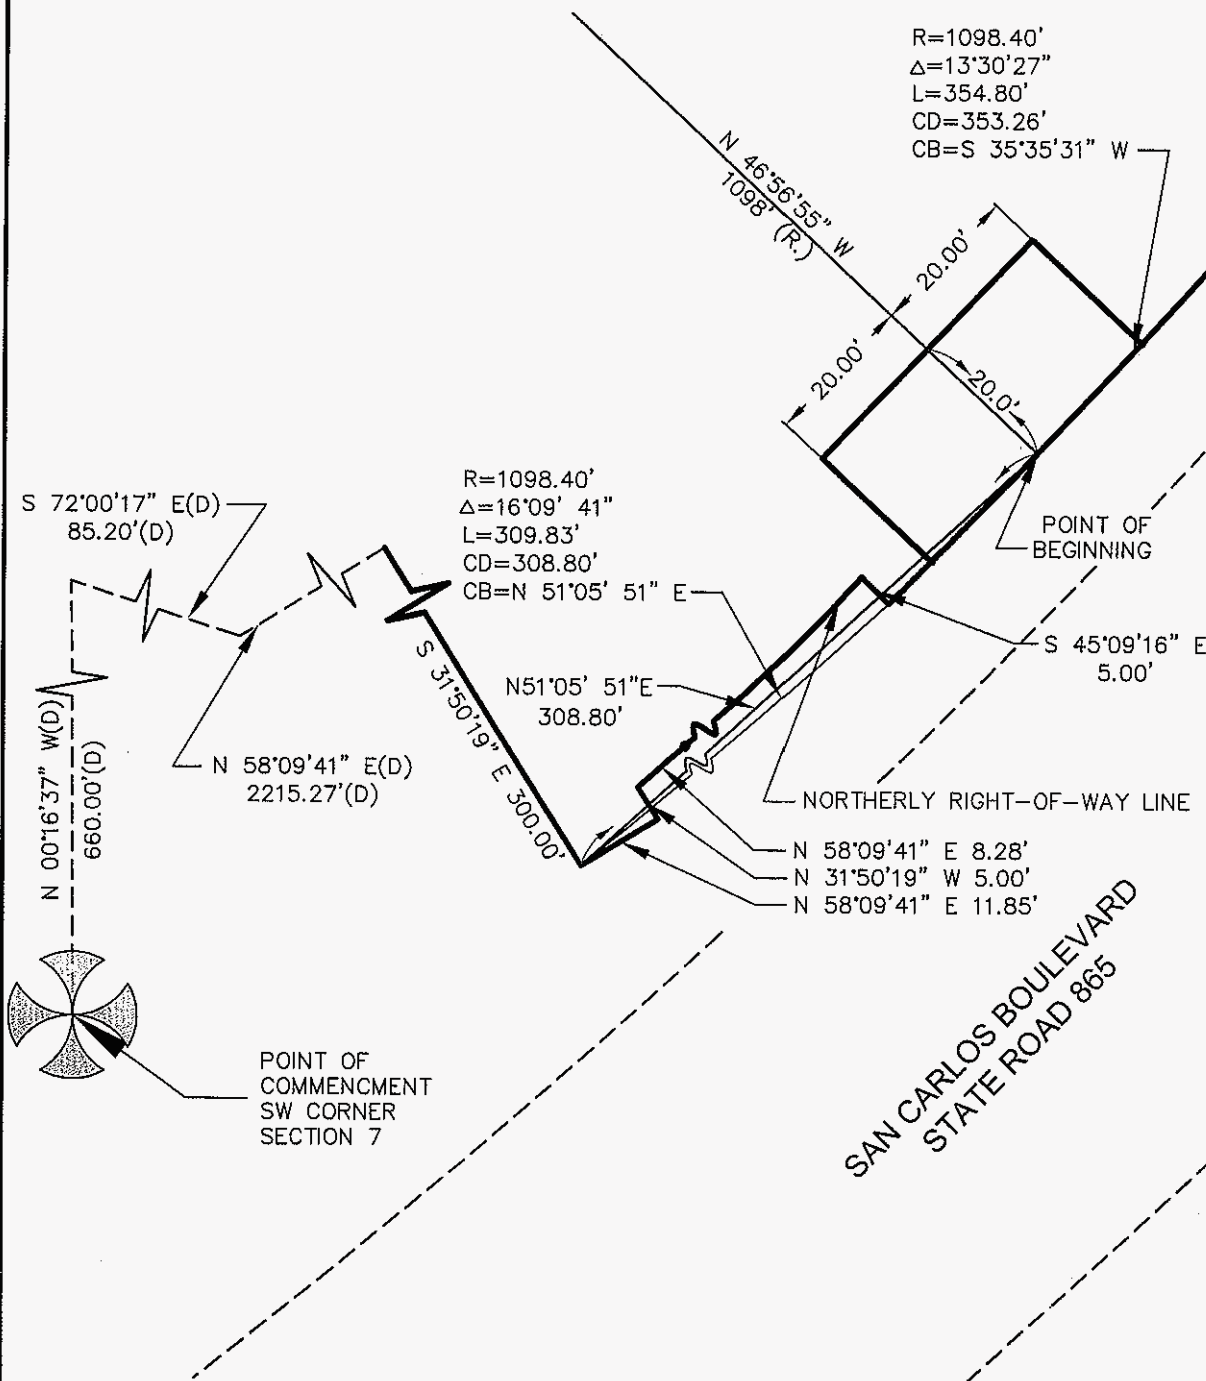 R=1098.40'
Δ=13°30'27"
L=354.80'
CD=353.26'
CB=S 35°35'31" W
N 46°56'55" W
1098' (R.)
20.00'
20.00'
20.0'
R=1098.40'
Δ=16°09' 41"
L=309.83'
CD=308.80'
CB=N 51°05' 51" E
S 72°00'17" E(D)
85.20'(D)
POINT OF
BEGINNING
S 45°09'16" E
5.00'
N51°05' 51"E
308.80'
S 31°50'19" E 300.00'
N 00°16'37" W(D)
660.00'(D)
N 58°09'41" E(D)
2215.27'(D)
NORTHERLY RIGHT-OF-WAY LINE
N 58°09'41" E 8.28'
N 31°50'19" W 5.00'
N 58°09'41" E 11.85'
SAN CARLOS BOULEVARD
STATE ROAD 865
POINT OF
COMMENCMENT
SW CORNER
SECTION 7